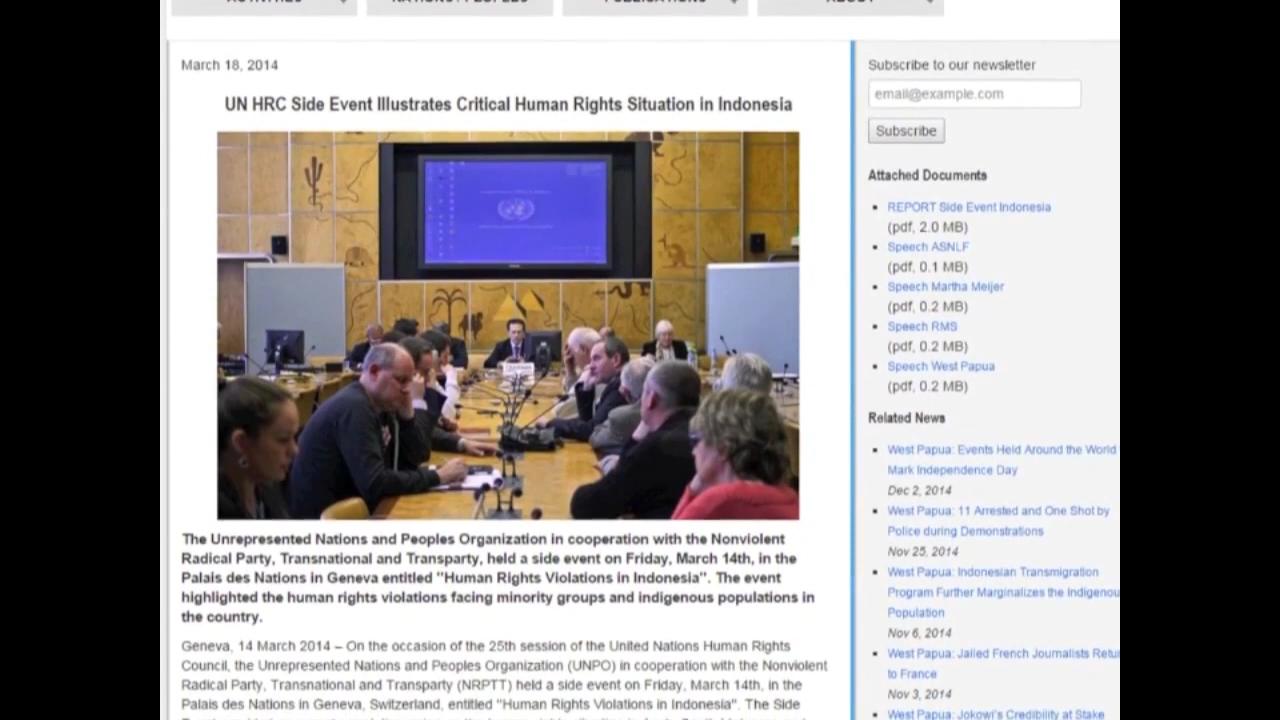 ACTIVITIES
NATIONS / PEOPLES
PUBLICATIONS
ABOUT
March 18, 2014
UN HRC Side Event Illustrates Critical Human Rights Situation in Indonesia
The Unrepresented Nations and Peoples Organization in cooperation with the Nonviolent
Radical Party, Transnational and Transparty, held a side event on Friday, March 14th, in the
Palais des Nations in Geneva entitled "Human Rights Violations in Indonesia". The event
highlighted the human rights violations facing minority groups and indigenous populations in
the country.
Geneva, 14 March 2014 – On the occasion of the 25th session of the United Nations Human Rights
Council, the Unrepresented Nations and Peoples Organization (UNPO) in cooperation with the Nonviolent
Radical Party, Transnational and Transparty (NRPTT) held a side event on Friday, March 14th, in the
Palais des Nations in Geneva, Switzerland, entitled "Human Rights Violations in Indonesia". The Side
Subscribe to our newsletter
email@example.com
Subscribe
Attached Documents
REPORT Side Event Indonesia
(pdf, 2.0 MB)
Speech ASNLF
(pdf, 0.1 MB)
Speech Martha Meijer
(pdf, 0.2 MB)
Speech RMS
(pdf, 0.2 MB)
Speech West Papua
(pdf, 0.2 MB)
Related News
West Papua: Events Held Around the World
Mark Independence Day
Dec 2, 2014
West Papua: 11 Arrested and One Shot by
Police during Demonstrations
Nov 25, 2014
West Papua: Indonesian Transmigration
Program Further Marginalizes the Indigenou
Population
Nov 6, 2014
West Papua: Jailed French Journalists Retur
to France
Nov 3, 2014
West Papua: Jokowi's Credibility at Stake